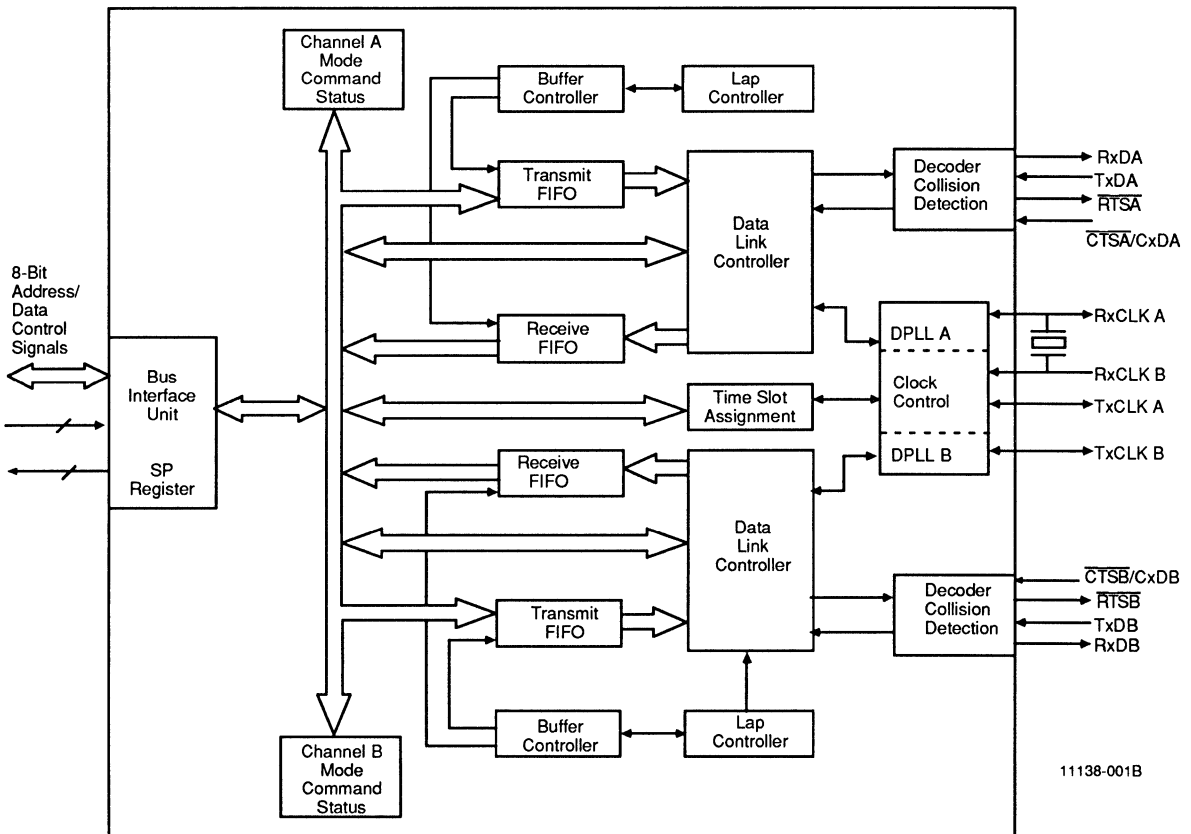 Channel A
Mode
Command
Status
Buffer
Controller
Lap
Controller
Transmit
FIFO
Data
Link
Controller
Decoder
Collision
Detection
RxDA
TxDA
RTSA
CTSA/CxDA
8-Bit
Address/
Data
Control
Signals
Bus
Interface
Unit
SP
Register
Receive
FIFO
DPLL A
Clock
Control
DPLL B
RxCLK A
RxCLK B
TxCLK A
TxCLK B
Time Slot
Assignment
Receive
FIFO
Data
Link
Controller
Transmit
FIFO
Decoder
Collision
Detection
CTSB/CxDB
RTSB
TxDB
RxDB
Buffer
Controller
Lap
Controller
Channel B
Mode
Command
Status
11138-001B